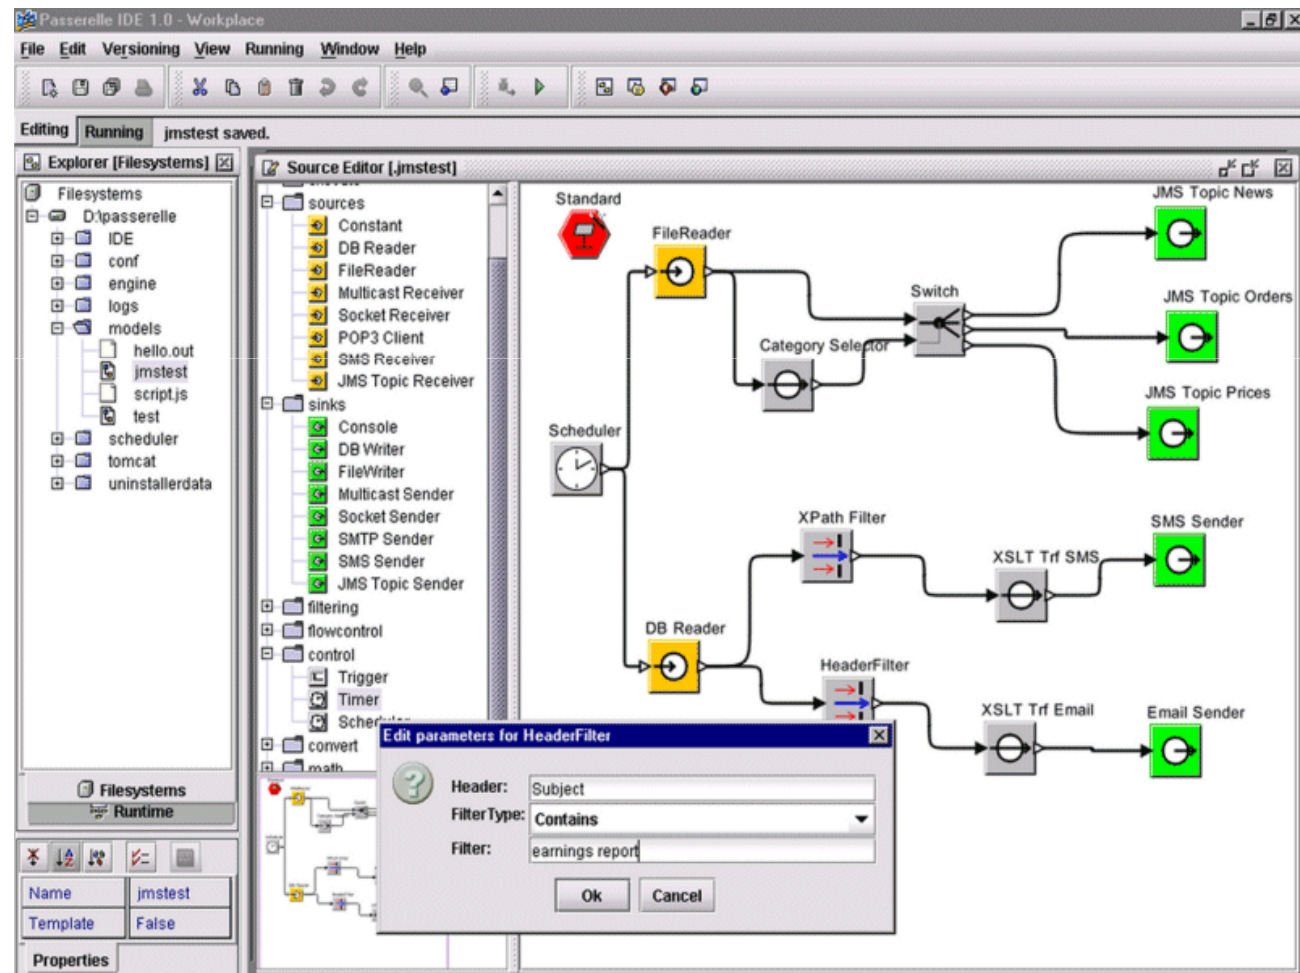 Passerelle IDE 1.0 - Workplace
File Edit Versioning View Running Window Help
Editing Running jmstest saved.
Explorer [Filesystems]
Filesystems
D:\passerelle
IDE
conf
engine
logs
models
hello.out
jmstest
script.js
test
scheduler
tomcat
uninstallerdata
Filesystems
Runtime
Name jmstest
Template False
Properties
Source Editor [.jmstest]
sources
Constant
DB Reader
FileReader
Multicast Receiver
Socket Receiver
POP3 Client
SMS Receiver
JMS Topic Receiver
sinks
Console
DB Writer
FileWriter
Multicast Sender
Socket Sender
SMTP Sender
SMS Sender
JMS Topic Sender
filtering
flowcontrol
control
Trigger
Timer
Scheduler
convert
math
Standard
FileReader
JMS Topic News
Switch
JMS Topic Orders
Category Selector
JMS Topic Prices
Scheduler
XPath Filter
SMS Sender
XSLT Trf SMS
DB Reader
HeaderFilter
XSLT Trf Email
Email Sender
Edit parameters for HeaderFilter
Header: Subject
FilterType: Contains
Filter: earnings report
Ok Cancel